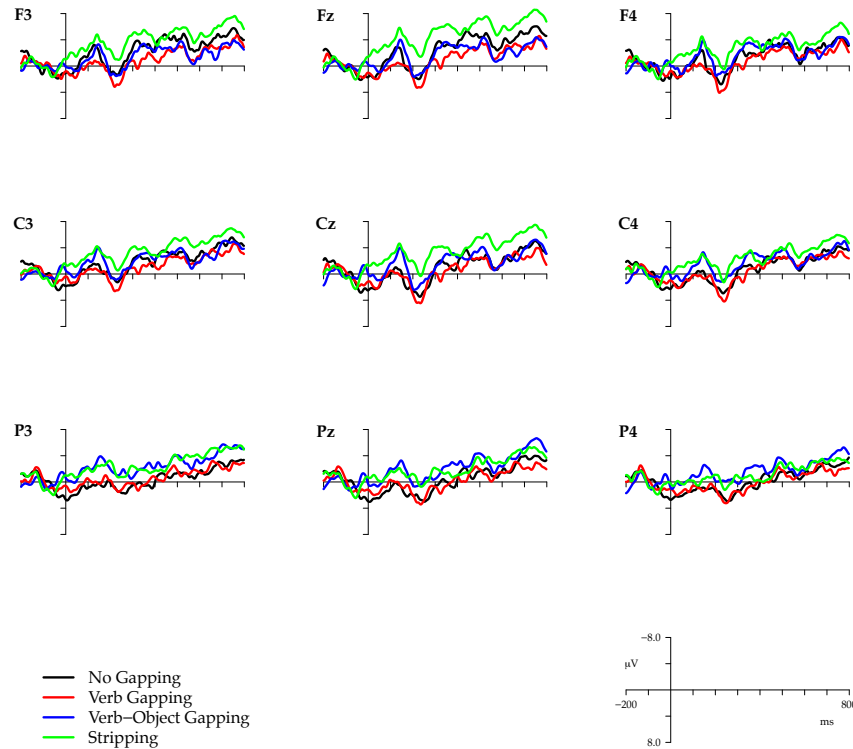 F3 Fz F4
C3 Cz C4
P3 Pz P4
No Gapping
Verb Gapping
Verb−Object Gapping
Stripping
−8.0
μV
−200 800
ms
8.0